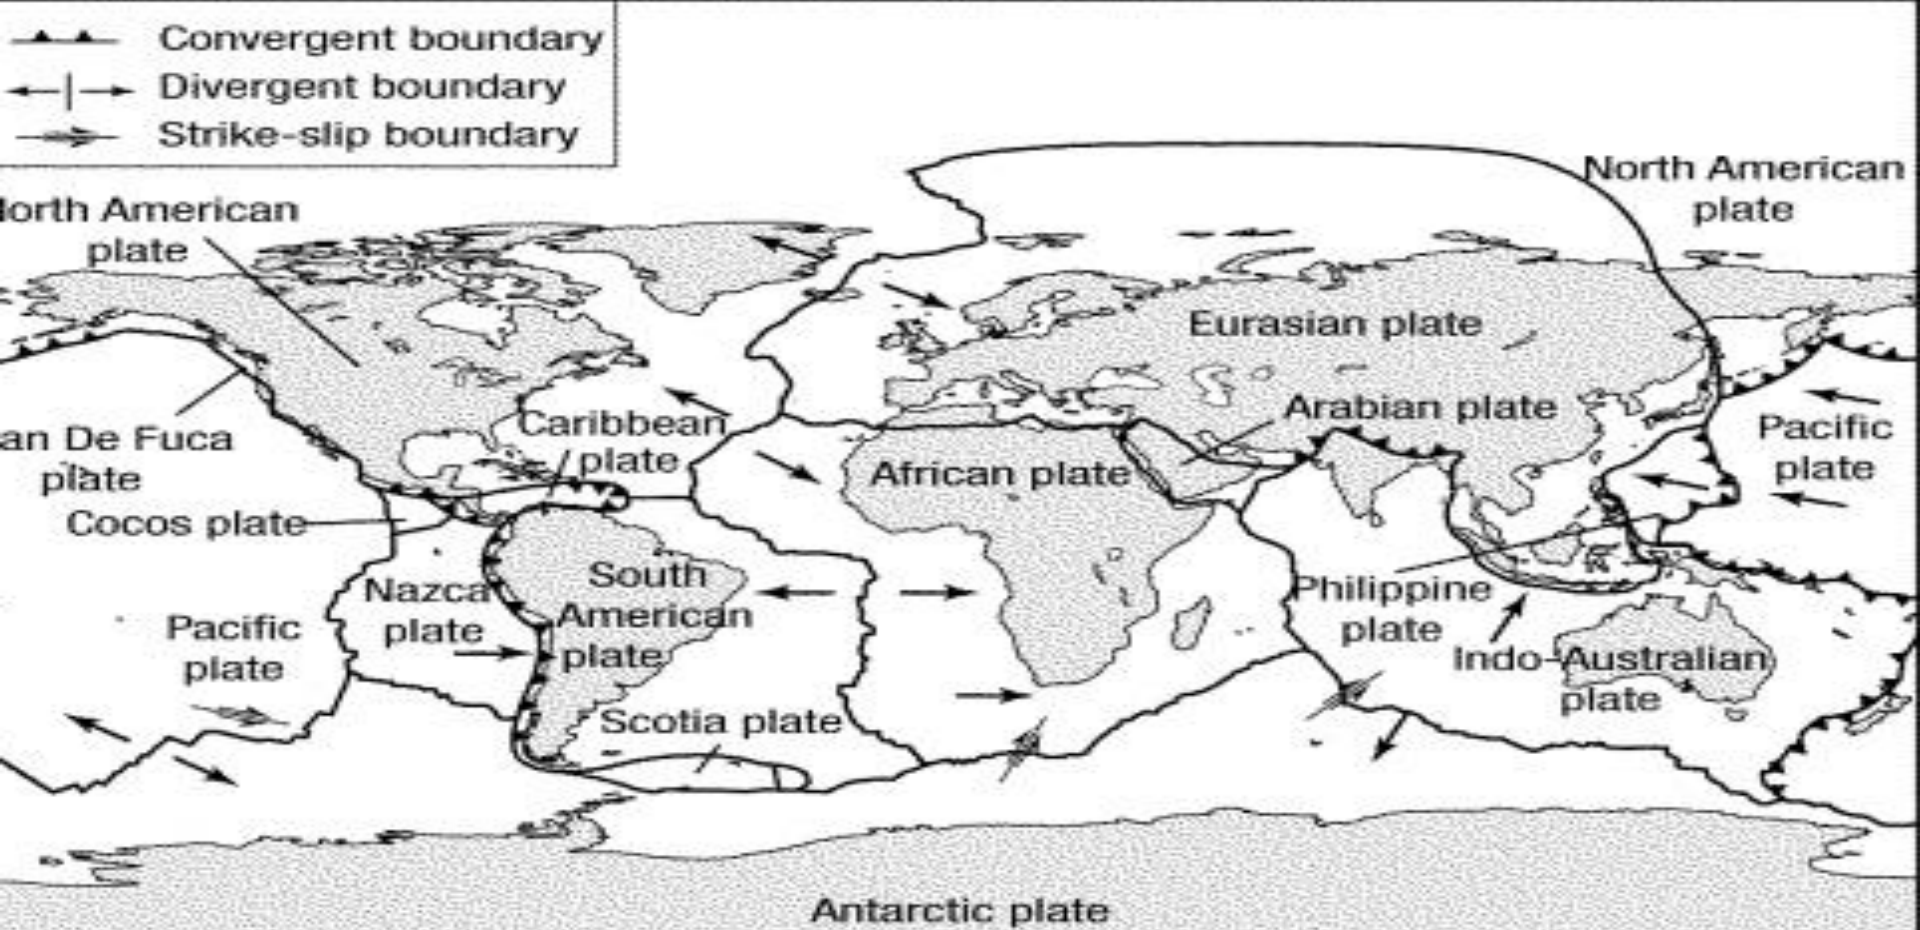 Convergent boundary
Divergent boundary
Strike-slip boundary
North American
plate
orth American
plate
Eurasian plate
Arabian plate
Caribbean
plate
Pacific
plate
an De Fuca
plate
African plate
Cocos plate
South
American
plate
Nazca
plate
Philippine
plate
Pacific
plate
Indo-Australian
plate
Scotia plate
Antarctic plate